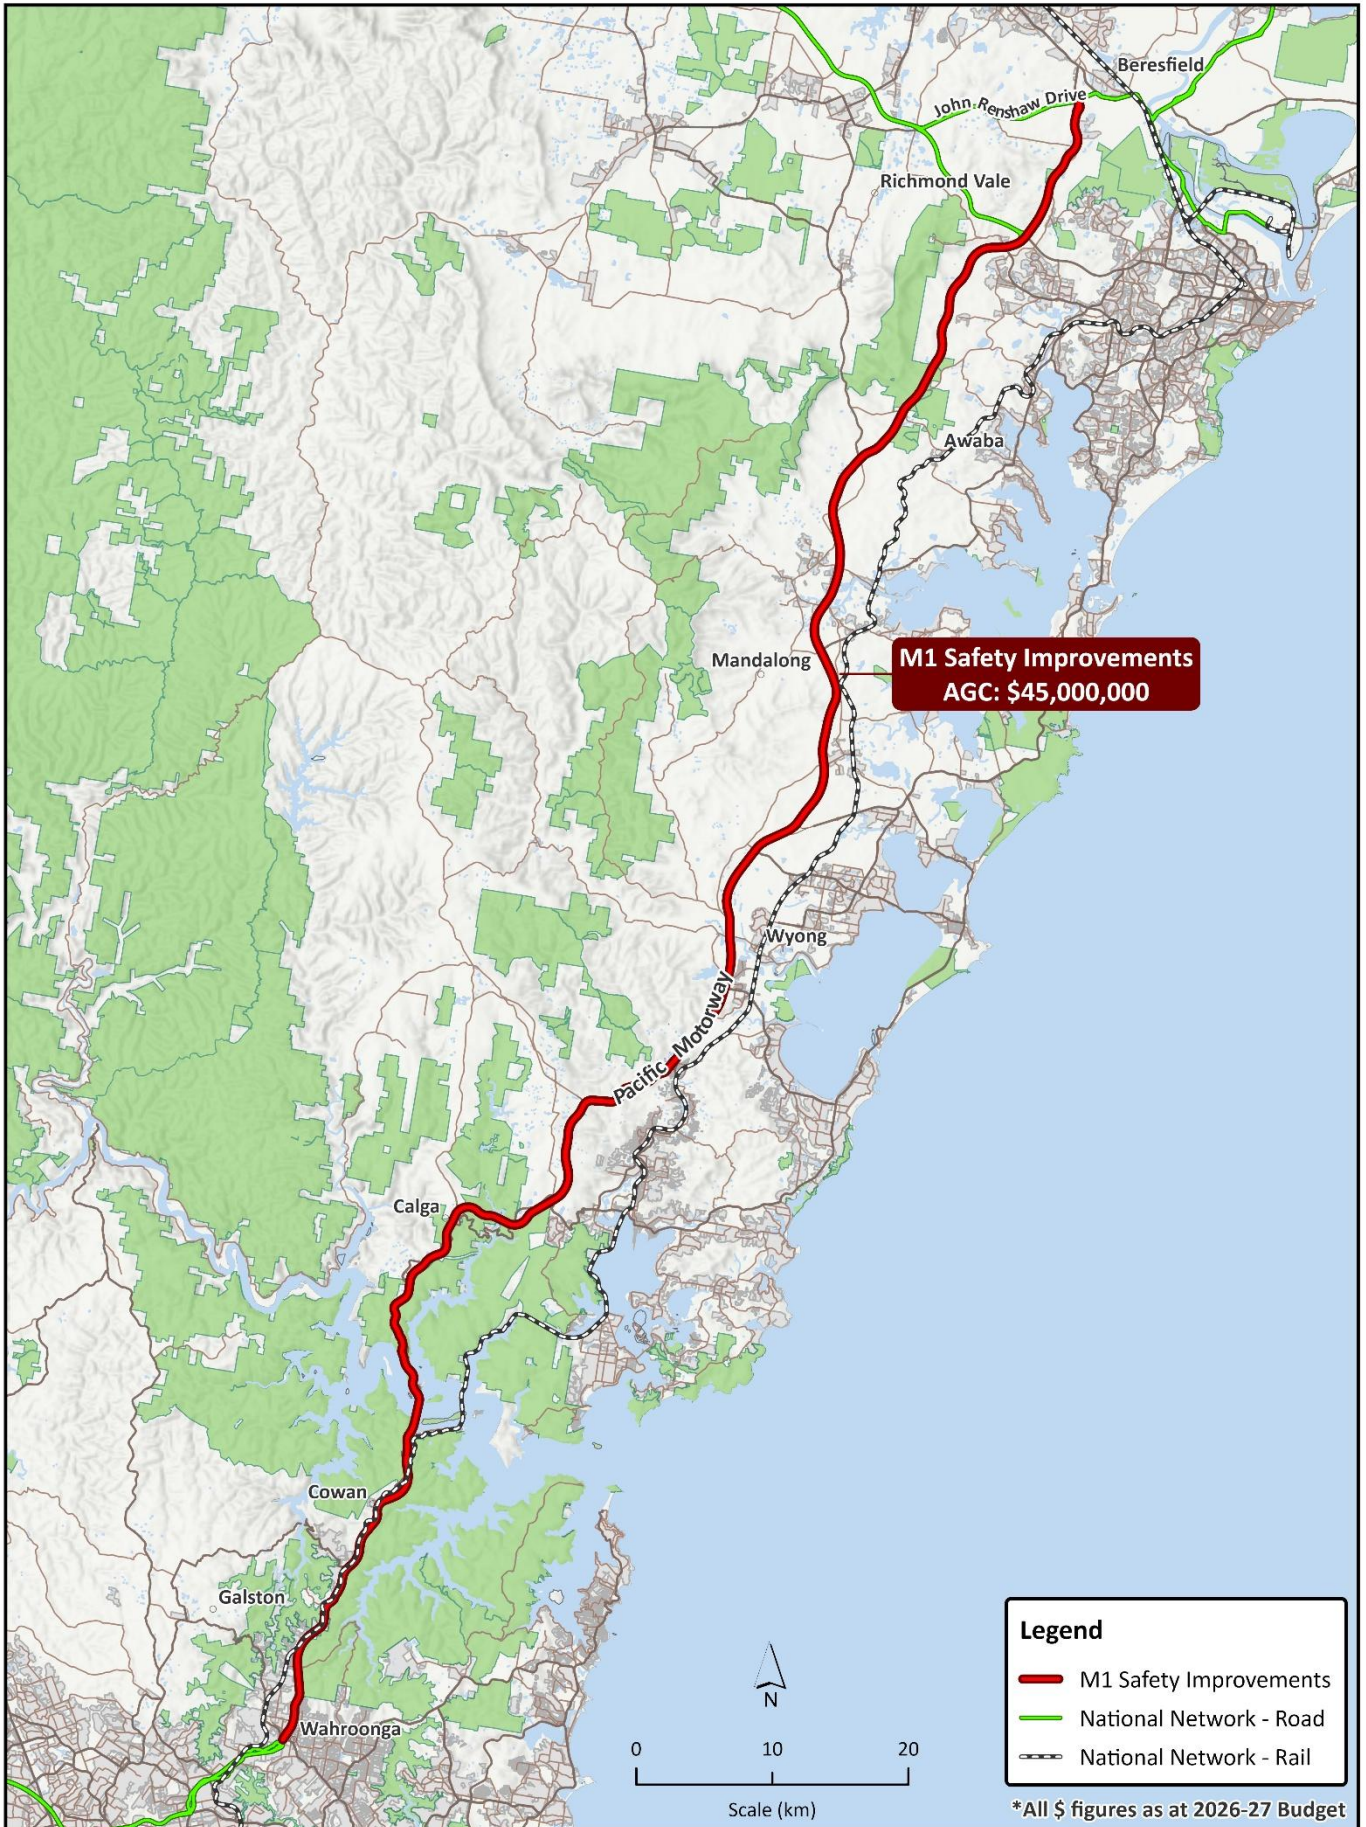 Beresfield
John Renshaw Drive
Richmond Vale
Awaba
Mandalong
M1 Safety Improvements
AGC: $45,000,000
Wyong
Pacific Motorway
Calga
Cowan
Galston
Wahroonga
N
0 10 20
Scale (km)
Legend
M1 Safety Improvements
National Network - Road
National Network - Rail
*All $ figures as at 2026-27 Budget